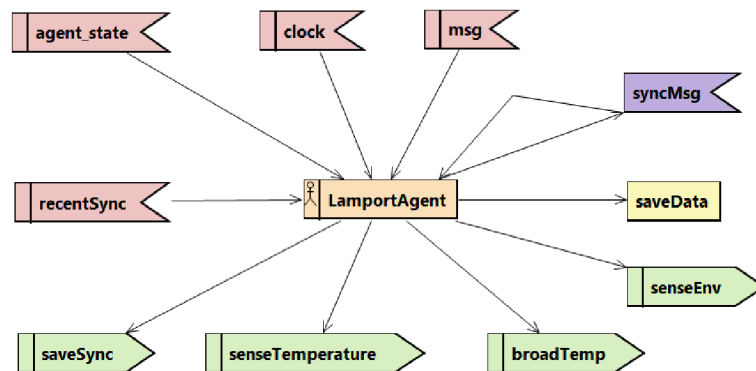 agent_state
clock
msg
syncMsg
recentSync
LamportAgent
saveData
senseEnv
saveSync
senseTemperature
broadTemp